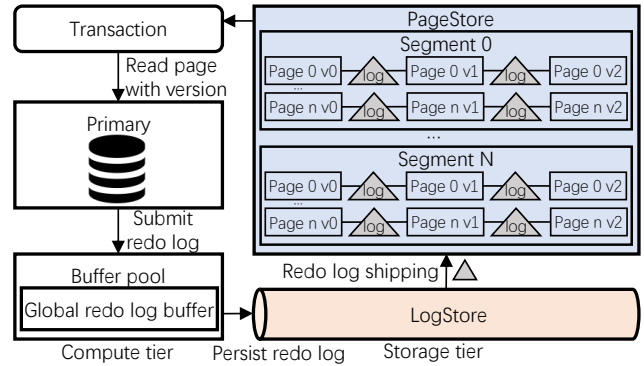 Transaction
PageStore
Segment 0
Page 0 v0 log Page 0 v1 log Page 0 v2
...
Page n v0 log Page n v1 log Page n v2
...
Segment N
Page 0 v0 log Page 0 v1 log Page 0 v2
...
Page n v0 log Page n v1 log Page n v2
Read page
with version
Primary
Submit
redo log
Buffer pool
Global redo log buffer
Compute tier
Persist redo log
Redo log shipping
LogStore
Storage tier